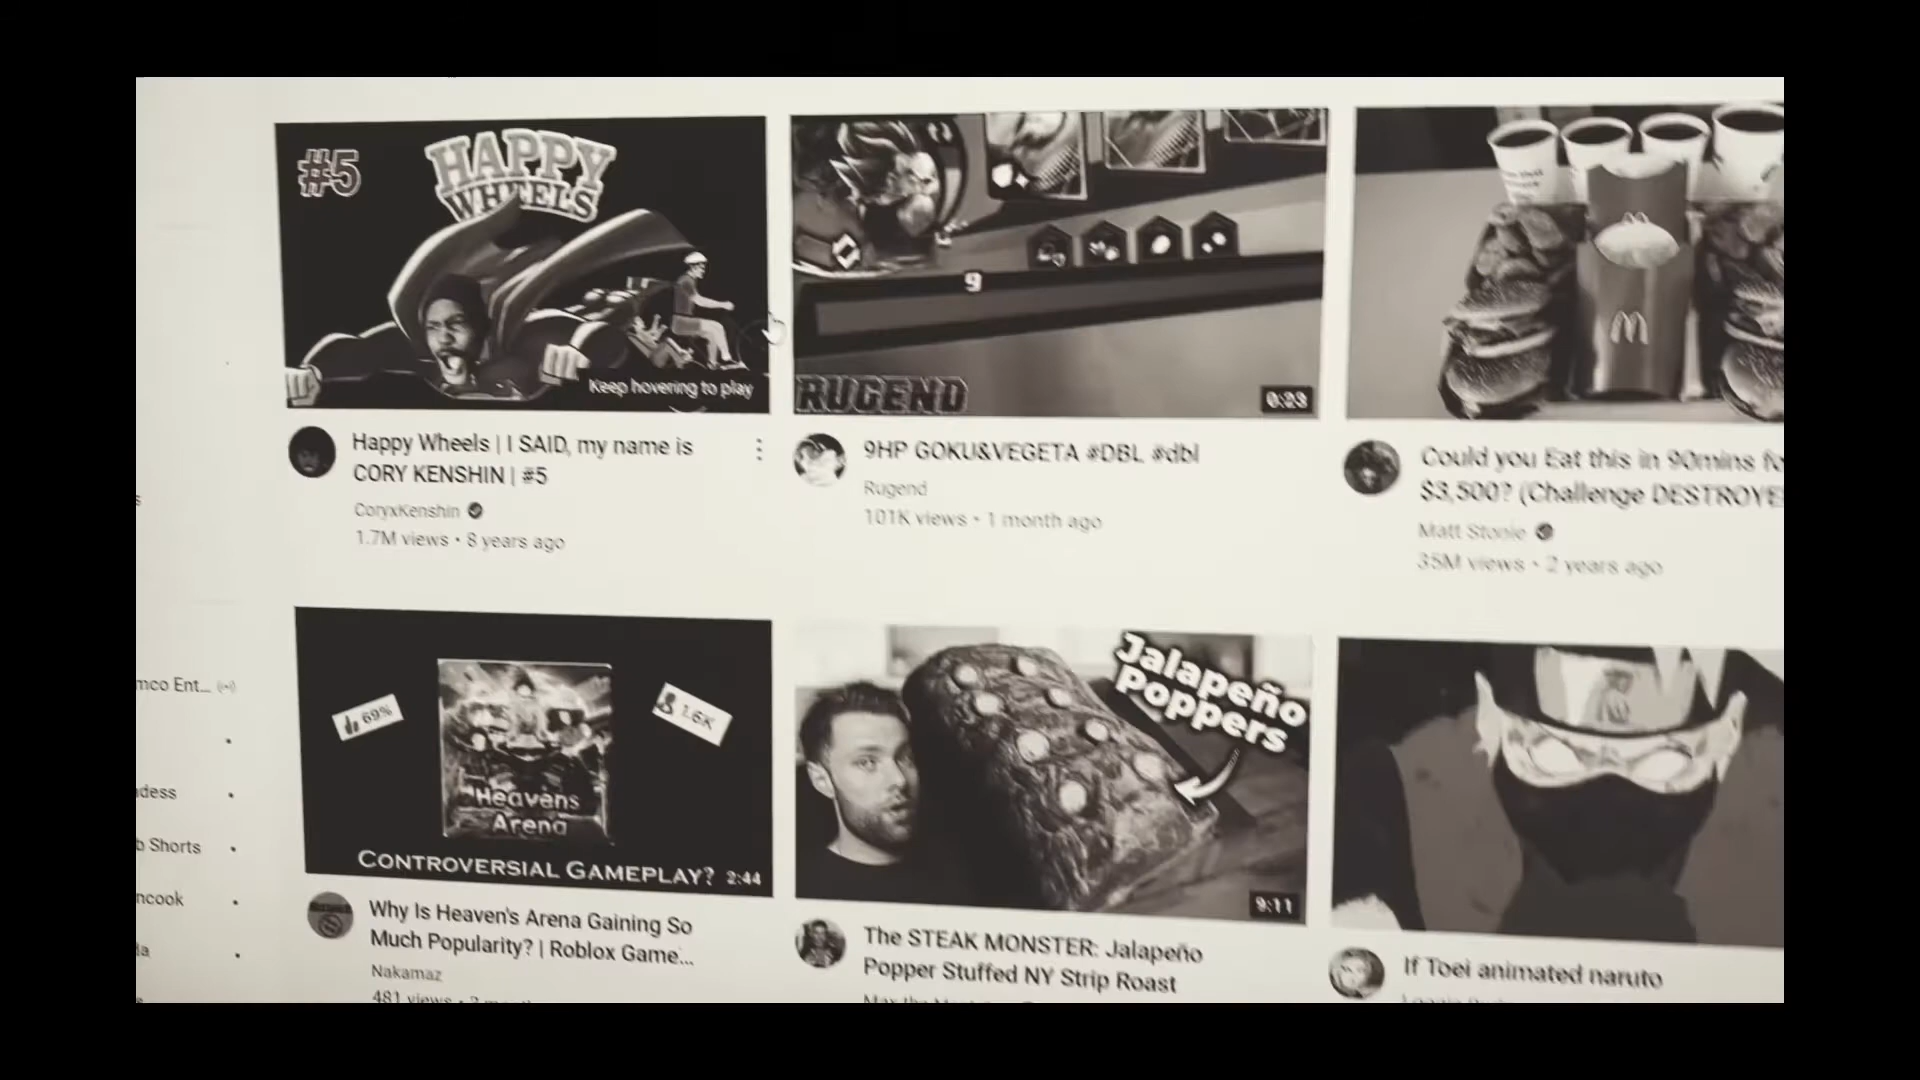 #5
HAPPY
WHEELS
Keep hovering to play
Happy Wheels | I SAID, my name is
CORY KENSHIN | #5
CoryxKenshin
1.7M views • 8 years ago
9
RUGEND
0:23
9HP GOKU&VEGETA #DBL #dbl
Rugend
101K views • 1 month ago
Could you Eat this in 90mins fo
$3,500? (Challenge DESTROYE
Matt Stonie
35M views • 2 years ago
mco Ent...
dess
b Shorts
ncook
la
69%
1.6K
Heavens
Arena
CONTROVERSIAL GAMEPLAY? 2:44
Why Is Heaven's Arena Gaining So
Much Popularity? | Roblox Game...
Nakamaz
481 views
Jalapeño
Poppers
9:11
The STEAK MONSTER: Jalapeño
Popper Stuffed NY Strip Roast
If Toei animated naruto